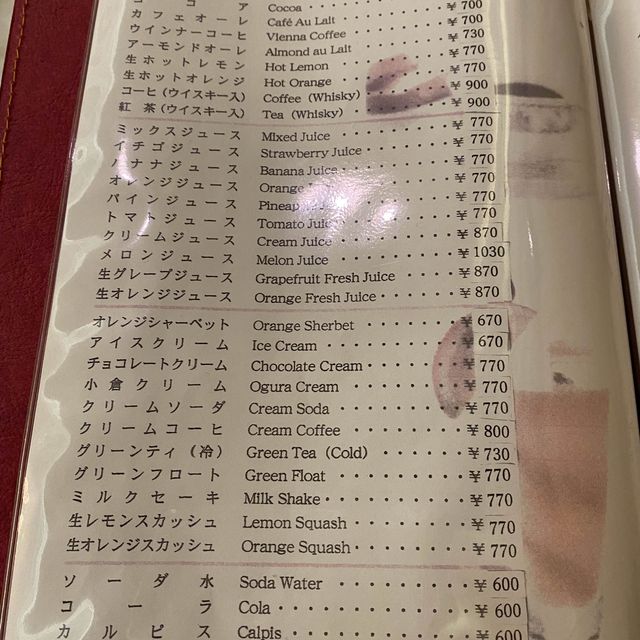 コ コ ア Cocoa ・・・・・・・・ ¥ 700
カフェオーレ Café Au Lait ・・・・・・ ¥ 700
ウインナーコーヒ Vienna Coffee ・・・・・・ ¥ 730
アーモンドオーレ Almond au Lait ・・・・・・ ¥ 770
生ホットレモン Hot Lemon ・・・・・・ ¥ 770
生ホットオレンジ Hot Orange ・・・・・・ ¥ 900
コーヒ(ウイスキー入) Coffee (Whisky) ・・・・・・ ¥ 900
紅 茶(ウイスキー入) Tea (Whisky) ・・・・・・
ミックスジュース Mixed Juice ・・・・・・ ¥ 770
イチゴジュース Strawberry Juice ・・・・・・ ¥ 770
バナナジュース Banana Juice ・・・・・・ ¥ 770
オレンジジュース Orange ・・・・・・ ¥ 770
パインジュース ・・・・・・ ¥ 770
トマトジュース Tomato Juice ・・・・・・ ¥ 770
クリームジュース Cream Juice ・・・・・・ ¥ 870
メロンジュース Melon Juice ・・・・・・ ¥ 1030
生グレープジュース Grapefruit Fresh Juice ・・・・・・ ¥ 870
生オレンジジュース Orange Fresh Juice ・・・・・・ ¥ 870
オレンジシャーベット Orange Sherbet ・・・・・・ ¥ 670
アイスクリーム Ice Cream ・・・・・・ ¥ 670
チョコレートクリーム Chocolate Cream ・・・・・・ ¥ 770
小倉クリーム Ogura Cream ・・・・・・ ¥ 770
クリームソーダ Cream Soda ・・・・・・ ¥ 770
クリームコーヒ Cream Coffee ・・・・・・ ¥ 800
グリーンティ(冷) Green Tea (Cold) ・・・・・・ ¥ 730
グリーンフロート Green Float ・・・・・・ ¥ 770
ミルクセーキ Milk Shake ・・・・・・ ¥ 770
生レモンスカッシュ Lemon Squash ・・・・・・ ¥ 770
生オレンジスカッシュ Orange Squash ・・・・・・ ¥ 770
ソーダ水 Soda Water ・・・・・・ ¥ 600
コーラ Cola ・・・・・・ ¥ 600
カルピス Calpis ・・・・・・ ¥ 600